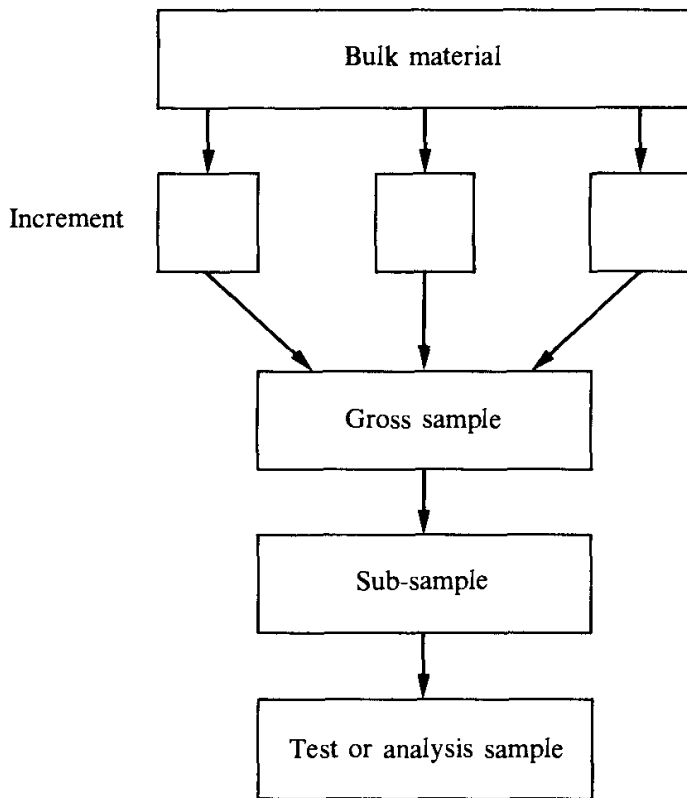 Bulk material
Increment
Gross sample
Sub-sample
Test or analysis sample